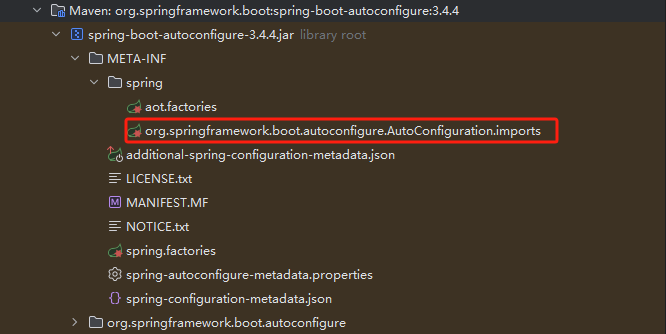 Maven: org.springframework.boot:spring-boot-autoconfigure:3.4.4
spring-boot-autoconfigure-3.4.4.jar library root
META-INF
spring
aot.factories
org.springframework.boot.autoconfigure.AutoConfiguration.imports
additional-spring-configuration-metadata.json
LICENSE.txt
MANIFEST.MF
NOTICE.txt
spring.factories
spring-autoconfigure-metadata.properties
spring-configuration-metadata.json
org.springframework.boot.autoconfigure